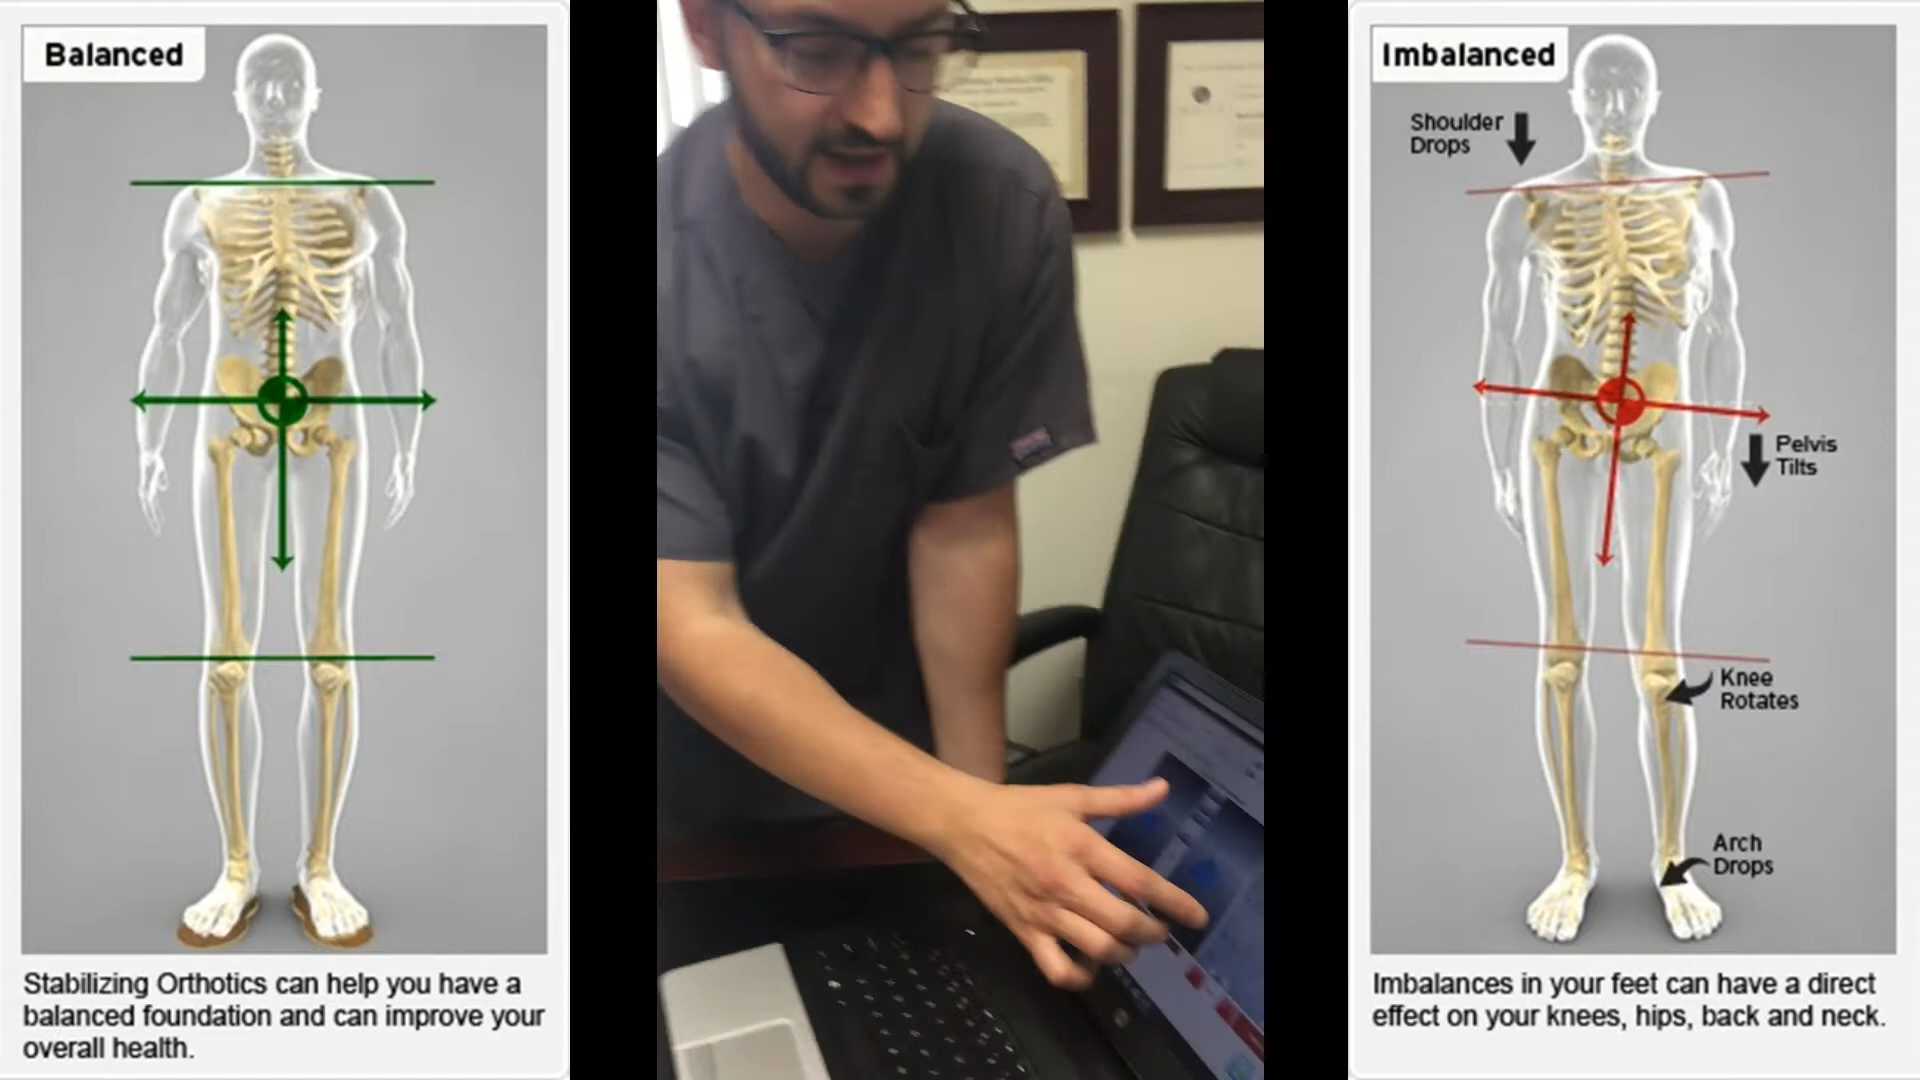 Balanced
Stabilizing Orthotics can help you have a
balanced foundation and can improve your
overall health.
Imbalanced
Shoulder
Drops
Pelvis
Tilts
Knee
Rotates
Arch
Drops
Imbalances in your feet can have a direct
effect on your knees, hips, back and neck.